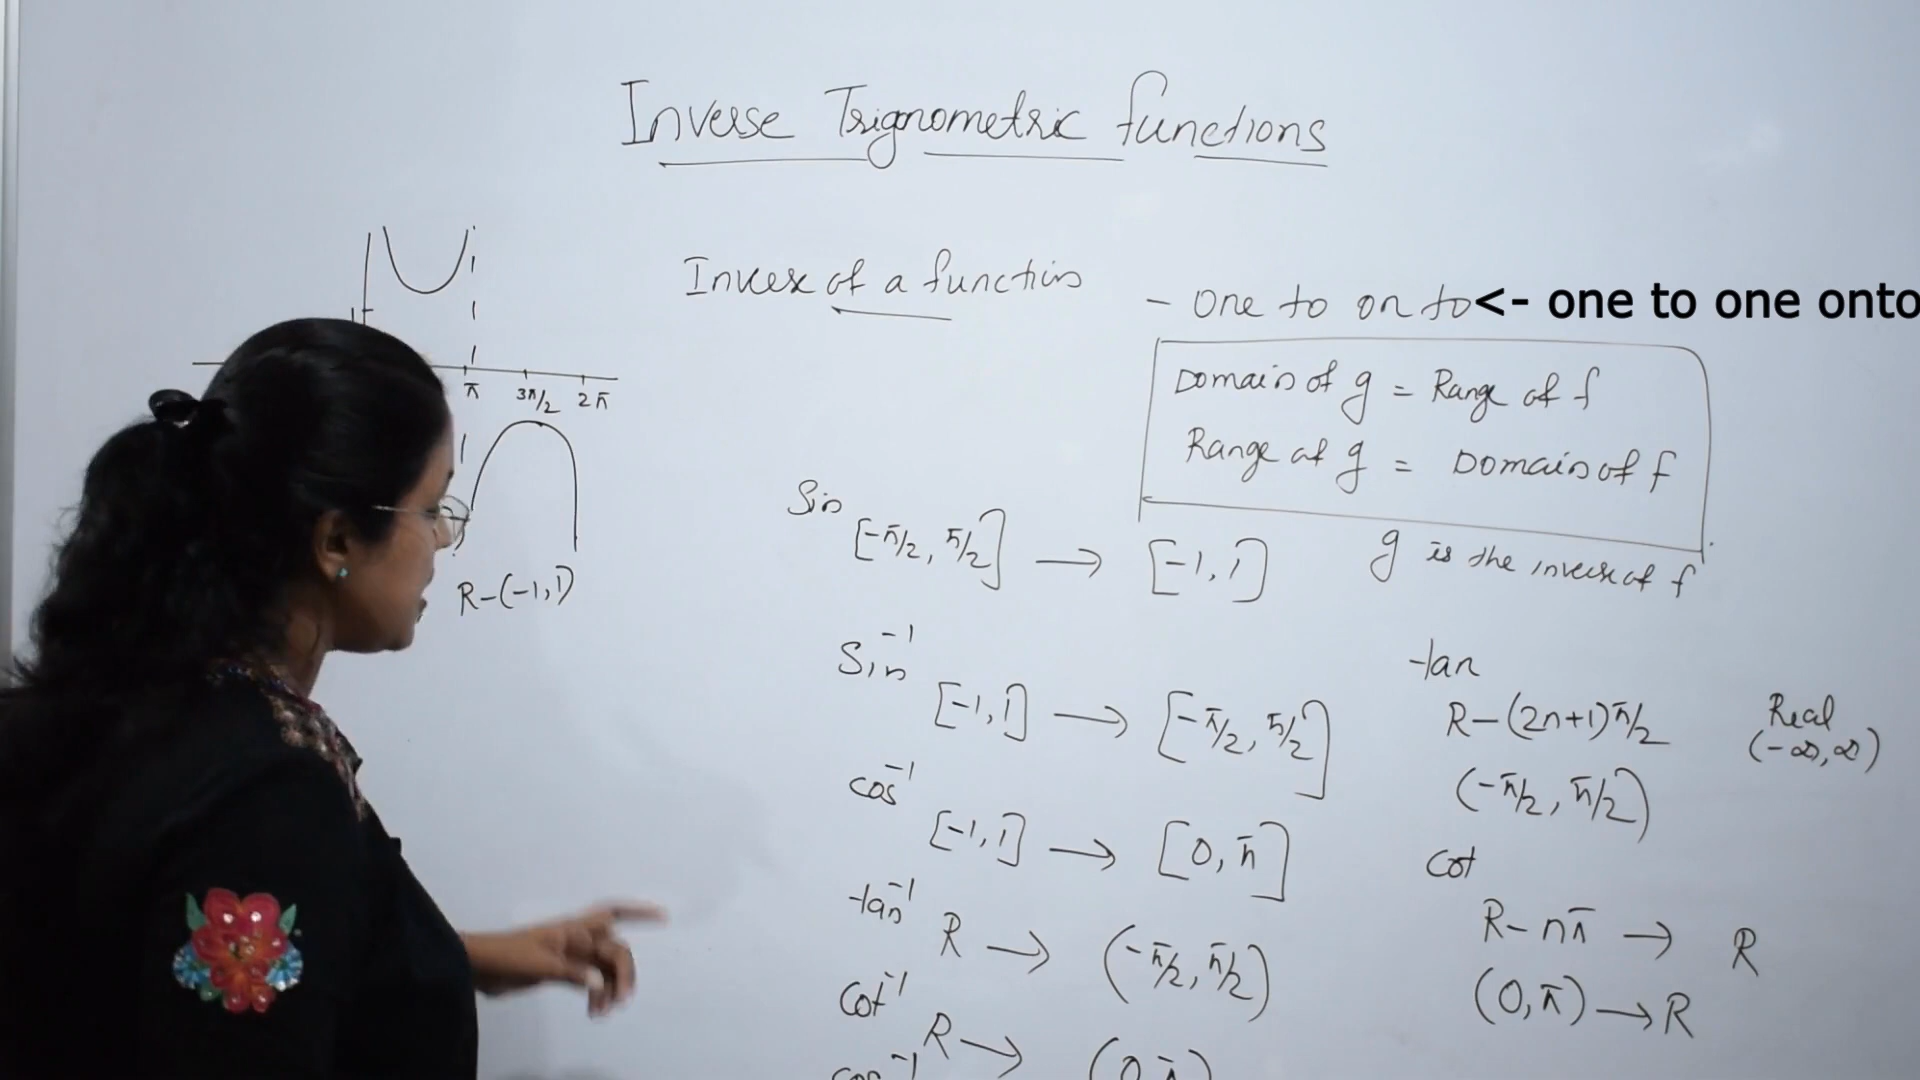 Inverse Trignometric functions
Inverse of a function
- one to on to <- one to one onto
Domain of g = Range of f
Range of g = Domain of f
g is the inverse of f
π 3π/2 2π
R-(-1,1)
Sin
[-π/2, π/2] → [-1, 1]
Sin⁻¹
[-1, 1] → [-π/2, π/2]
cos⁻¹
[-1, 1] → [0, π]
tan⁻¹
R → (-π/2, π/2)
Cot⁻¹
R → (0, π)
tan
R-(2n+1)π/2
Real
(-∞, ∞)
(-π/2, π/2)
Cot
R-nπ → R
(0, π) → R